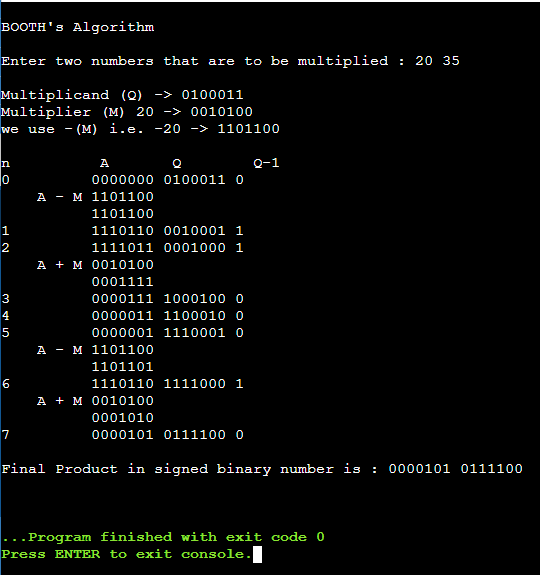 BOOTH's Algorithm
Enter two numbers that are to be multiplied : 20 35
Multiplicand (Q) -> 0100011
Multiplier (M) 20 -> 0010100
we use -(M) i.e. -20 -> 1101100
n A Q Q-1
0 0000000 0100011 0
A - M 1101100
1101100
1 1110110 0010001 1
2 1111011 0001000 1
A + M 0010100
0001111
3 0000111 1000100 0
4 0000011 1100010 0
5 0000001 1110001 0
A - M 1101100
1101101
6 1110110 1111000 1
A + M 0010100
0001010
7 0000101 0111100 0
Final Product in signed binary number is : 0000101 0111100
...Program finished with exit code 0
Press ENTER to exit console.